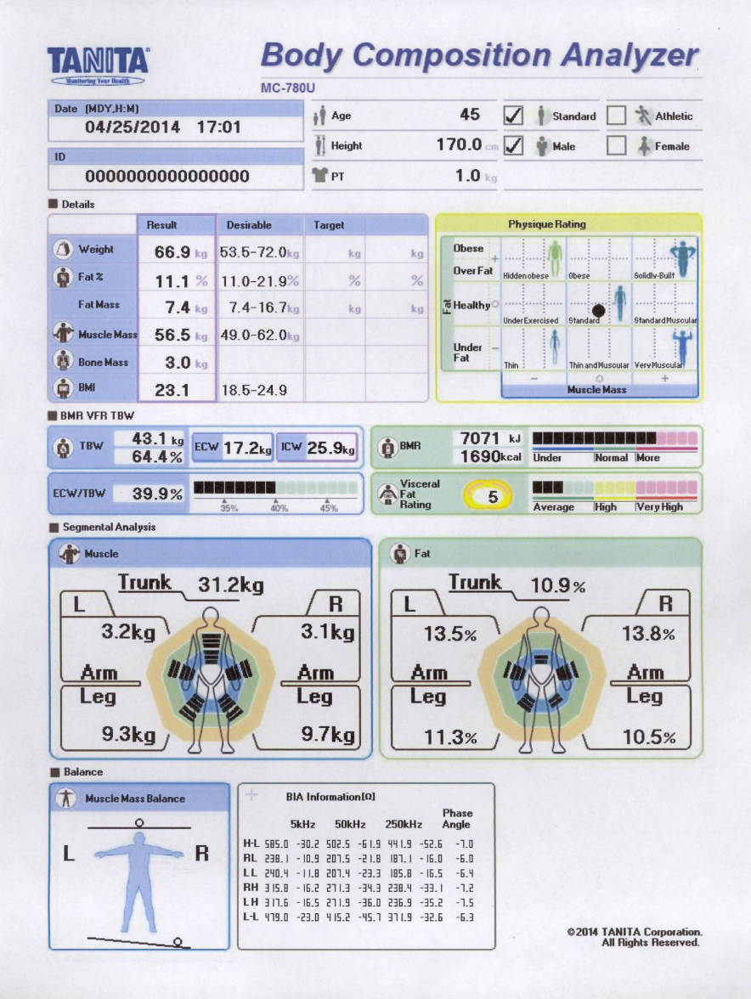 TANITA
Monitoring Your Health
Body Composition Analyzer
MC-780U
Date (MDY,H:M)
04/25/2014 17:01
ID
0000000000000000
Age 45
Height 170.0 cm
PT 1.0 kg
Standard Athletic
Male Female
Details
Result Desirable Target
Weight 66.9 kg 53.5-72.0kg kg kg
Fat % 11.1 % 11.0-21.9% % %
Fat Mass 7.4 kg 7.4-16.7kg kg kg
Muscle Mass 56.5 kg 49.0-62.0kg
Bone Mass 3.0 kg
BMI 23.1 18.5-24.9
Physique Rating
Fat
Obese
+
Over Fat
Healthy
Under
Fat
−
Hidden obese Obese Solidly-Built
Under Exercised Standard Standard Muscular
Thin Thin and Muscular Very Muscular
− +
Muscle Mass
BMR VFR TBW
TBW 43.1 kg
64.4%
ECW 17.2kg ICW 25.9kg
BMR 7071 kJ
1690kcal
Under Normal More
ECW/TBW 39.9%
35% 40% 45%
Visceral
Fat
Rating
5
Average High Very High
Segmental Analysis
Muscle
Trunk 31.2kg
L R
3.2kg 3.1kg
Arm Arm
Leg Leg
9.3kg 9.7kg
Fat
Trunk 10.9%
L R
13.5% 13.8%
Arm Arm
Leg Leg
11.3% 10.5%
Balance
Muscle Mass Balance
L R
BIA Information[Ω]
5kHz 50kHz 250kHz Phase Angle
H-L 585.0 -30.2 502.5 -61.9 441.9 -52.6 -7.0
RL 238.1 -10.9 207.5 -21.8 187.1 -16.0 -6.0
LL 240.4 -11.8 207.4 -23.3 185.8 -16.5 -6.4
RH 315.8 -16.2 271.3 -34.3 238.4 -33.1 -7.2
LH 317.6 -16.5 271.9 -36.0 236.9 -35.2 -7.5
L-L 479.0 -23.0 415.2 -45.7 371.9 -32.6 -6.3
©2014 TANITA Corporation.
All Rights Reserved.